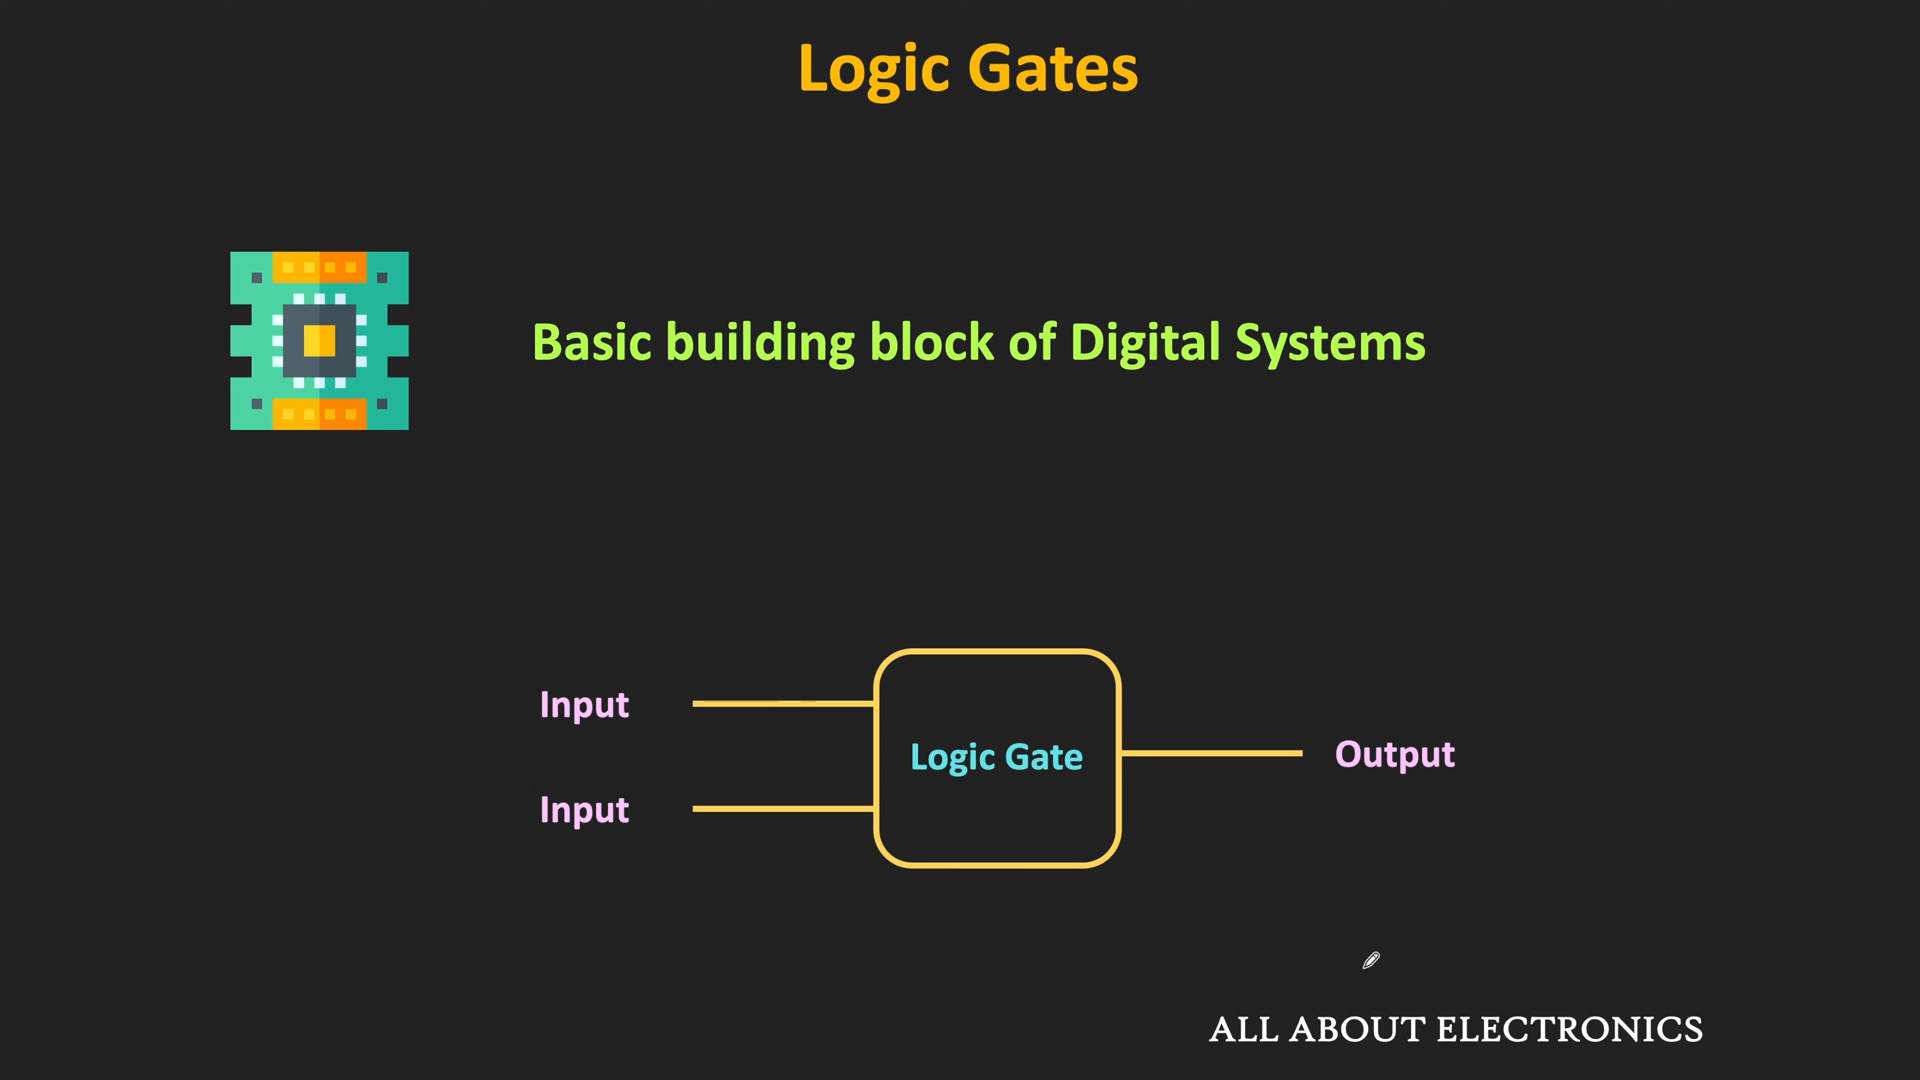 Logic Gates
Basic building block of Digital Systems
Input
Logic Gate
Output
Input
ALL ABOUT ELECTRONICS